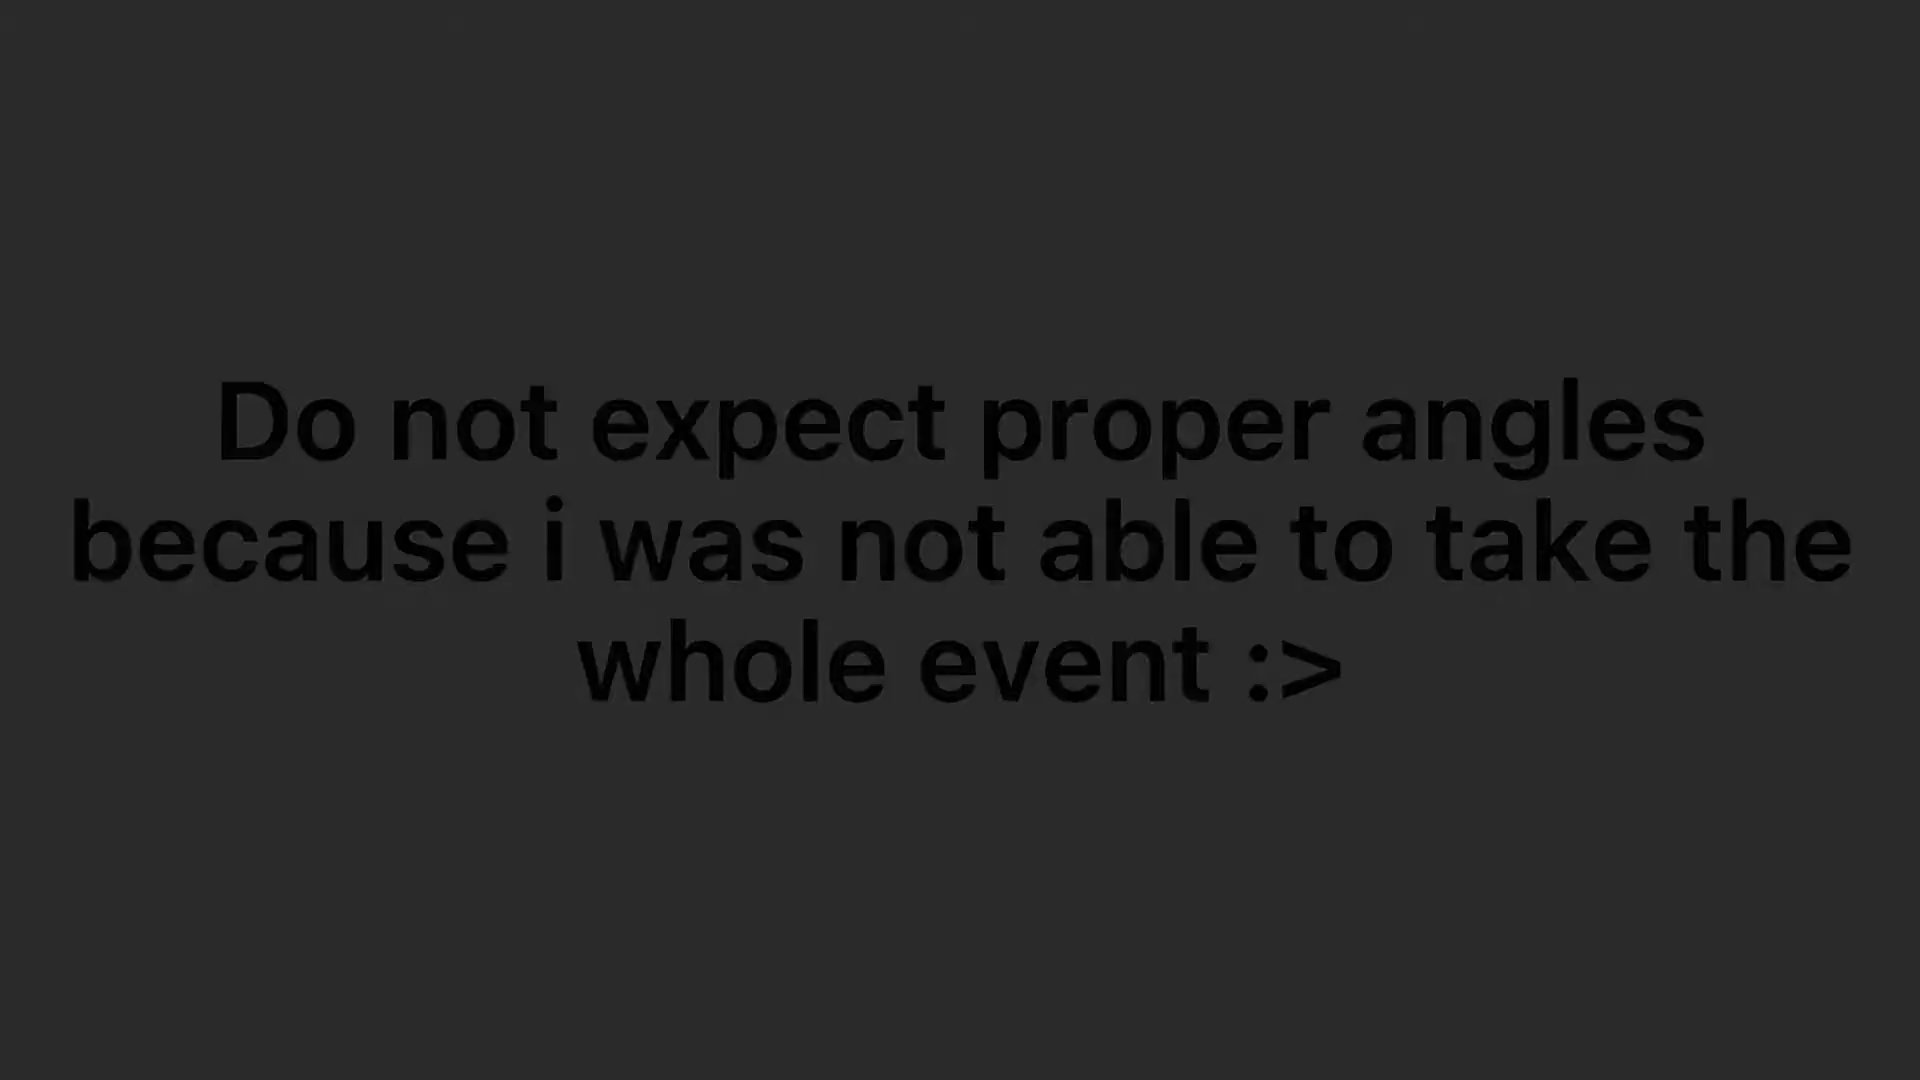 Do not expect proper angles
because i was not able to take the
whole event :>